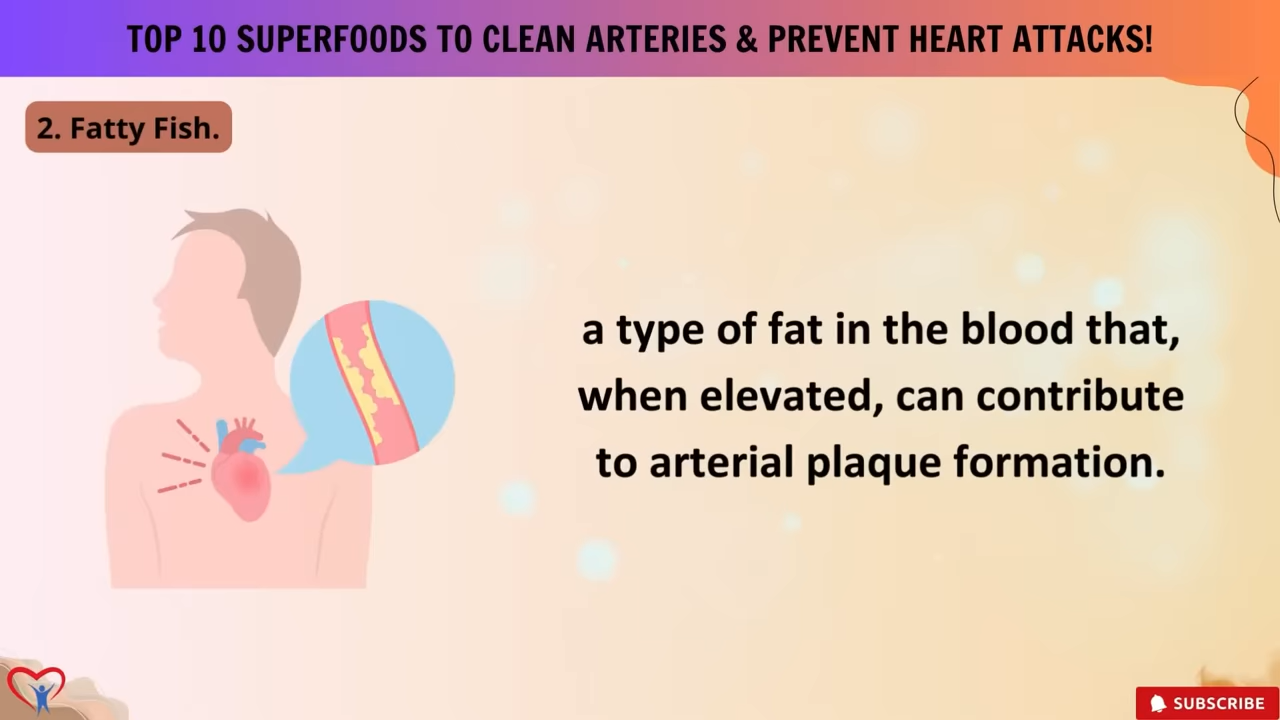 TOP 10 SUPERFOODS TO CLEAN ARTERIES & PREVENT HEART ATTACKS!
2. Fatty Fish.
a type of fat in the blood that,
when elevated, can contribute
to arterial plaque formation.
SUBSCRIBE